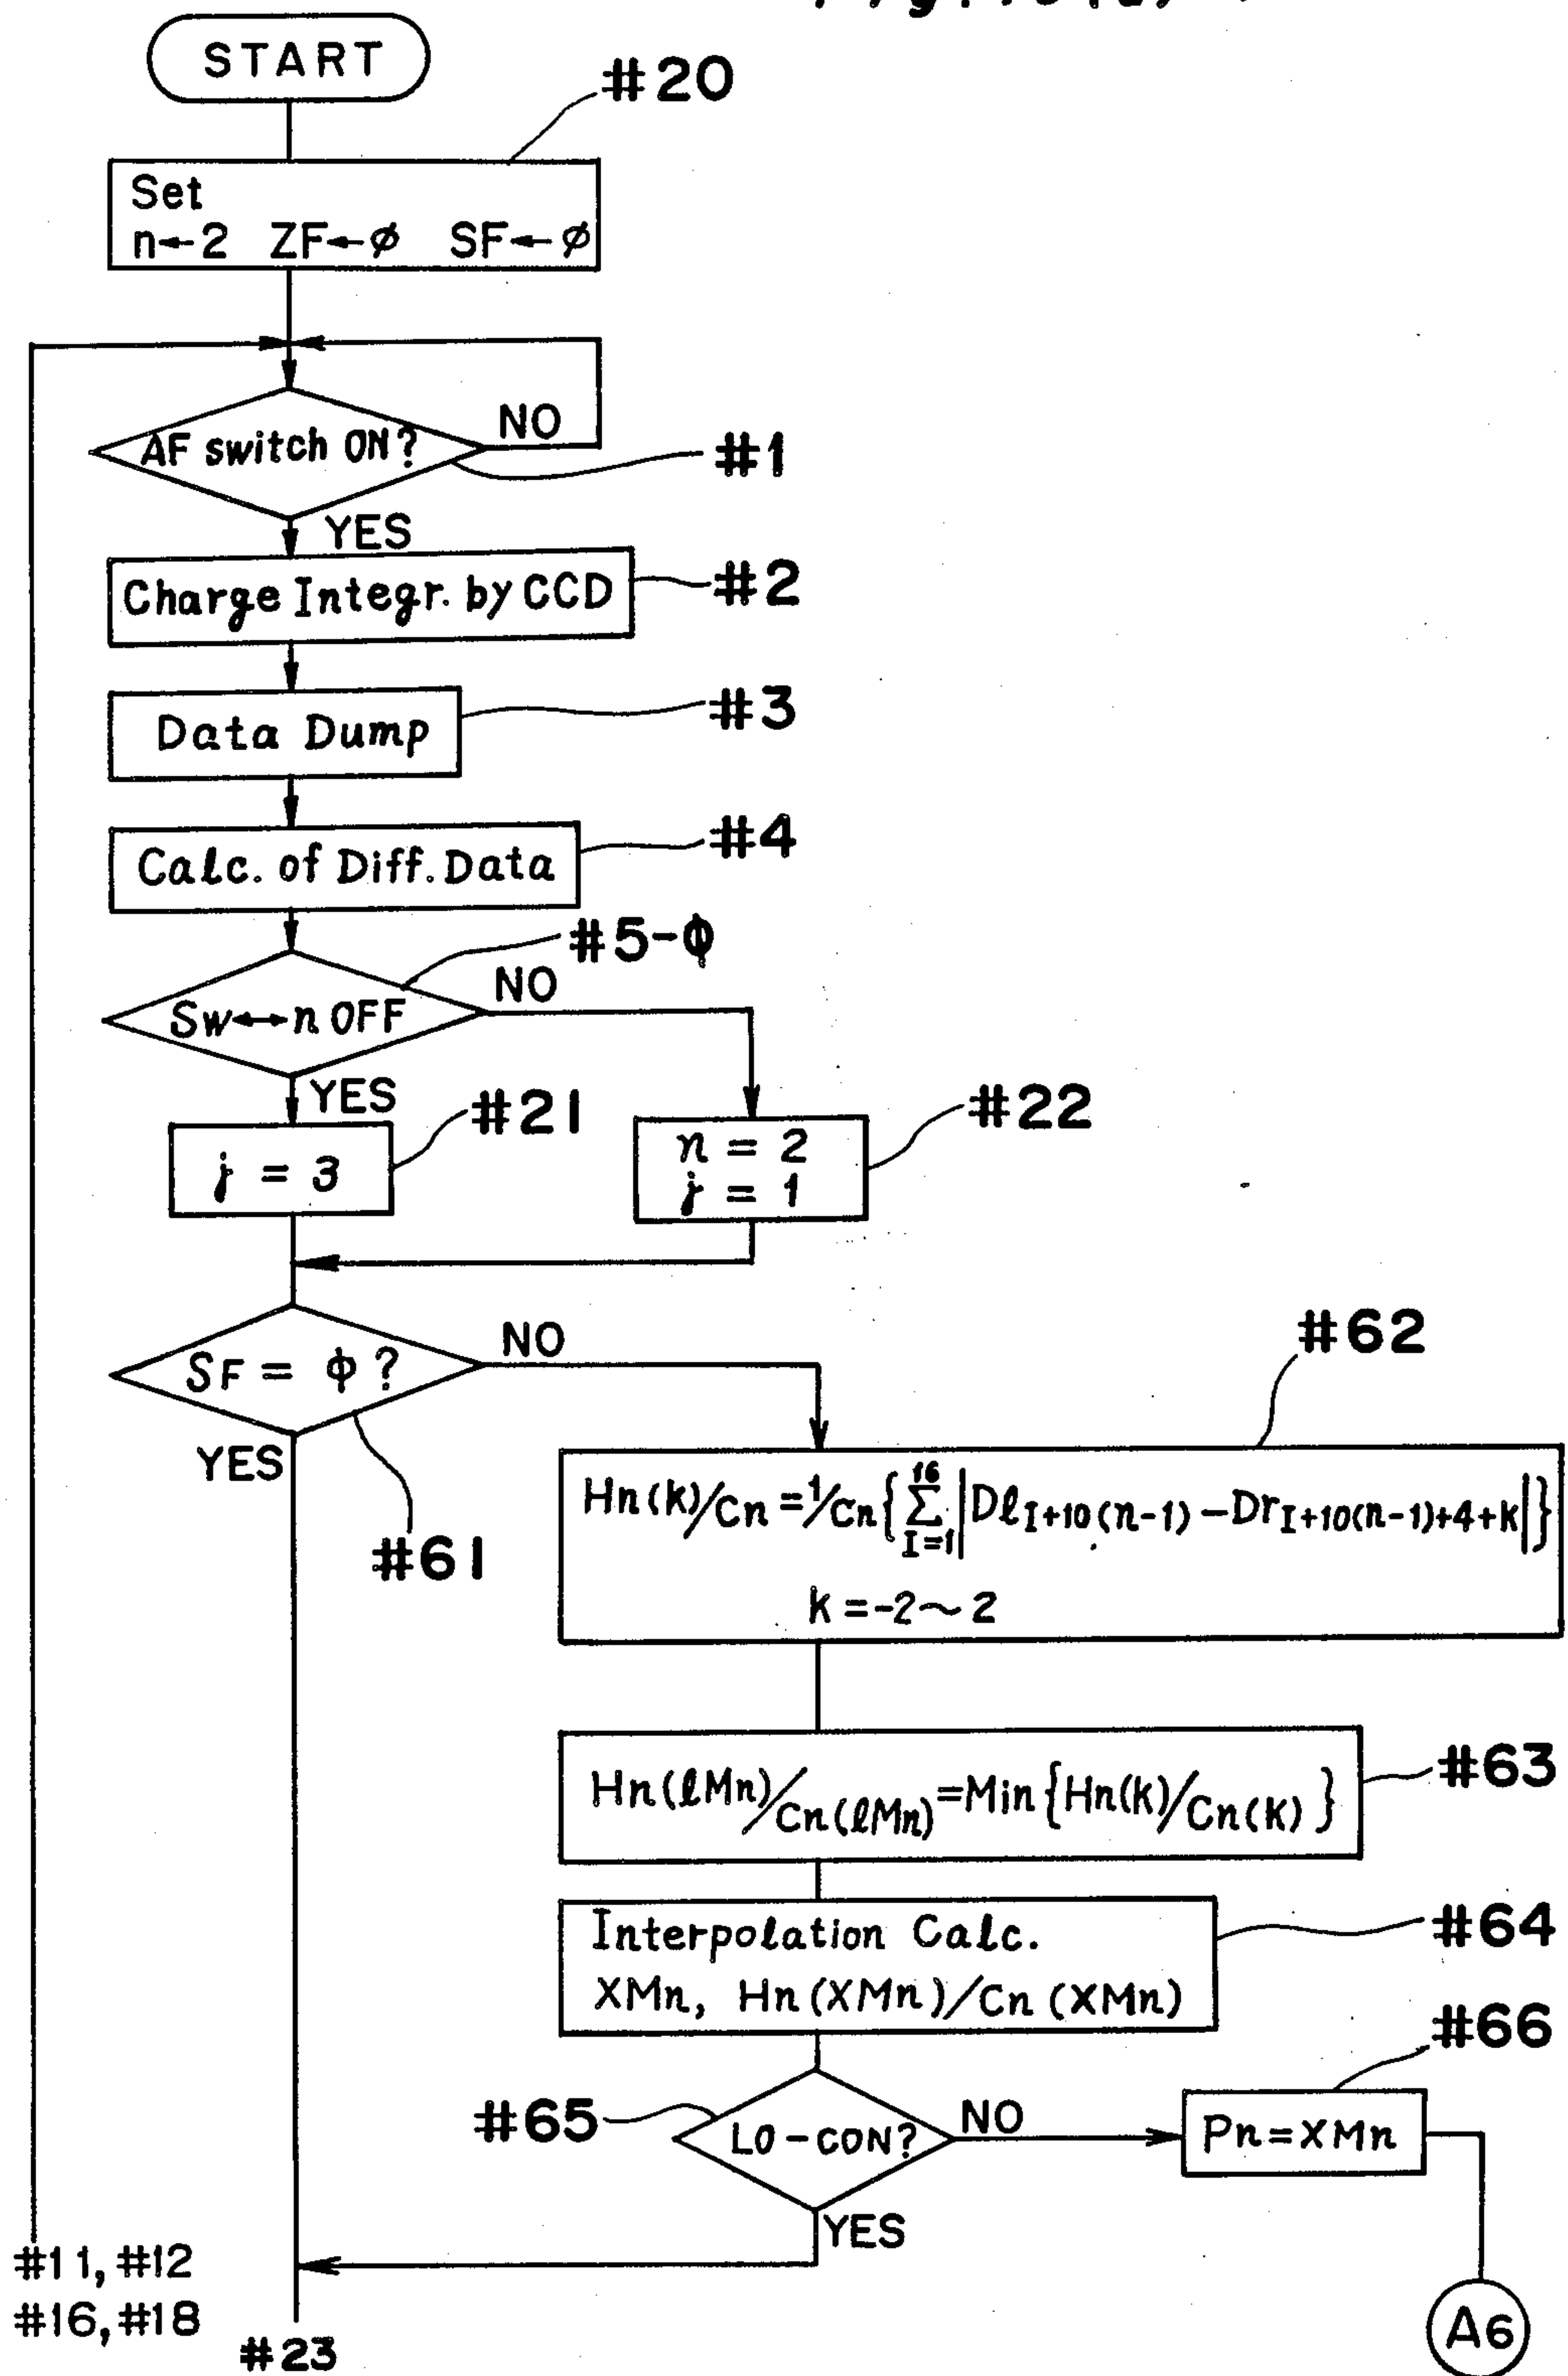 START
#20
Set
n←2 ZF←ø SF←ø
AF switch ON?
NO
#1
YES
Charge Integr. by CCD
#2
Data Dump
#3
Calc. of Diff. Data
#4
#5-ϕ
Sw↔n OFF
NO
YES
#21
j = 3
#22
n = 2
j = 1
SF = ϕ ?
NO
YES
#61
#62
Hn(k)/Cn = 1/Cn{16ΣI=1|DℓI+10(n-1) - DrI+10(n-1)+4+k|}
k = -2~2
Hn(ℓMn)/Cn(ℓMn) = Min{Hn(k)/Cn(k)}
#63
Interpolation Calc.
XMn, Hn(XMn)/Cn(XMn)
#64
#65
LO-CON?
NO
#66
Pn=XMn
YES
#11, #12
#16, #18
#23
A6